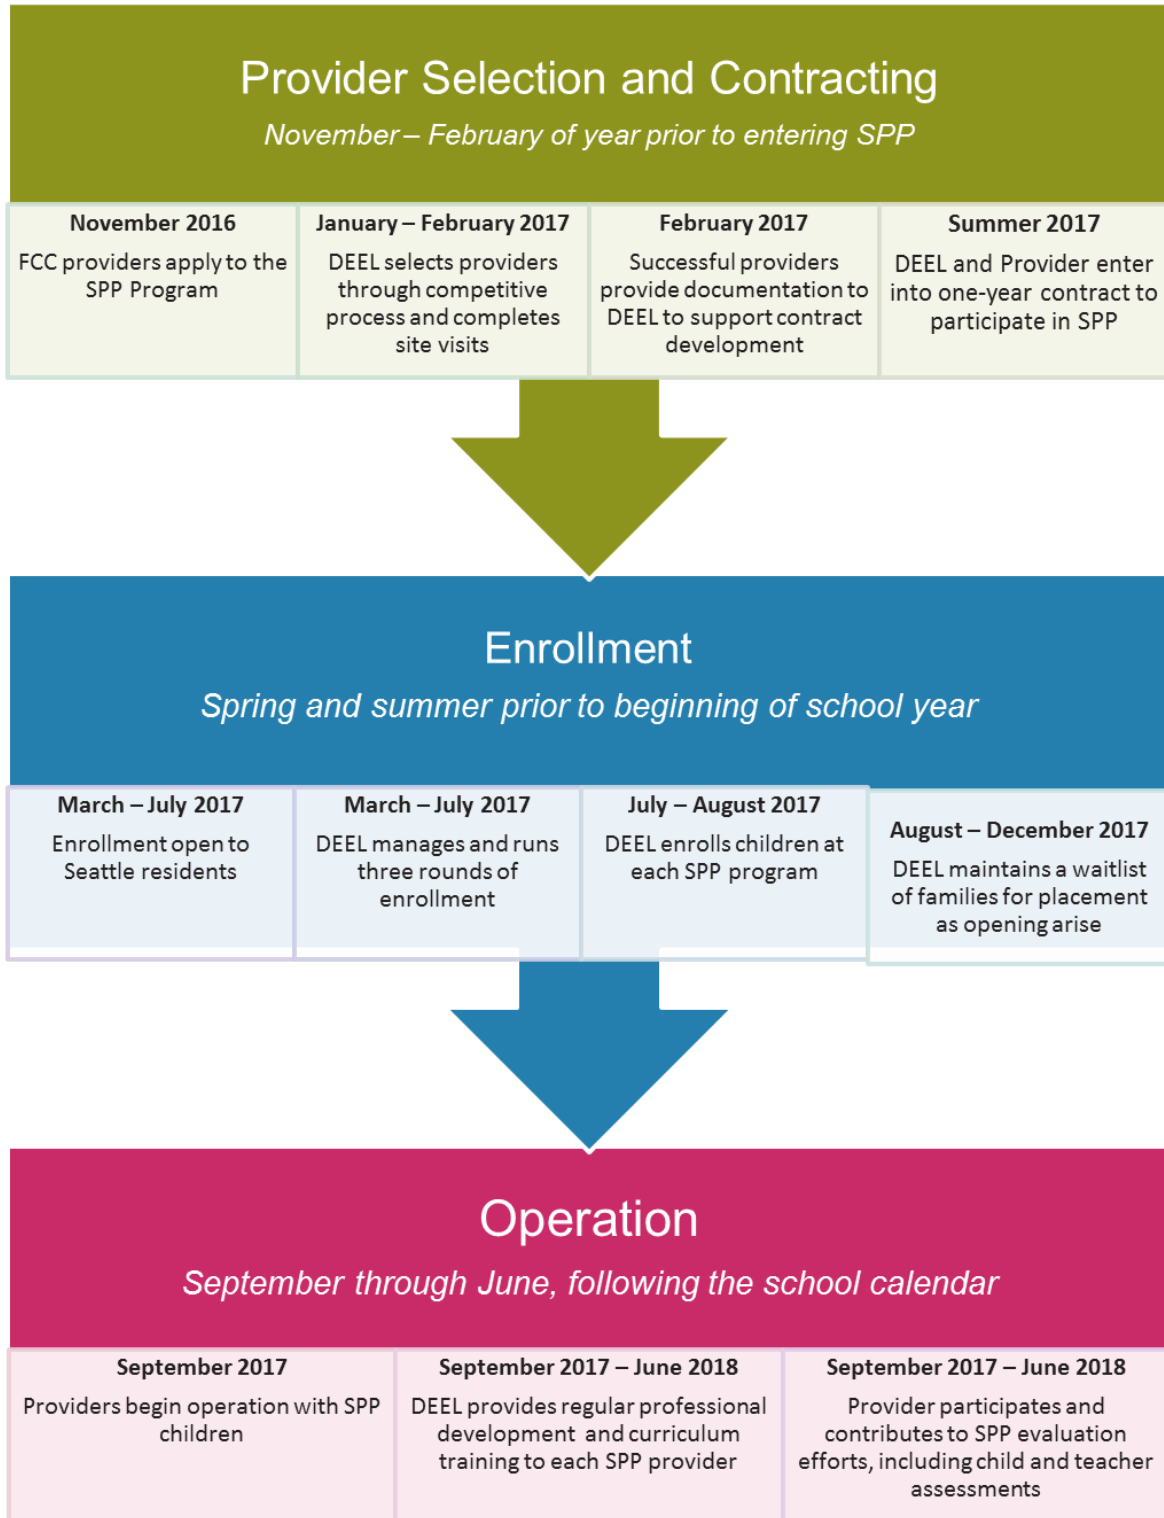 Provider Selection and Contracting
November – February of year prior to entering SPP
November 2016
FCC providers apply to the
SPP Program
January – February 2017
DEEL selects providers
through competitive
process and completes
site visits
February 2017
Successful providers
provide documentation to
DEEL to support contract
development
Summer 2017
DEEL and Provider enter
into one-year contract to
participate in SPP
Enrollment
Spring and summer prior to beginning of school year
March – July 2017
Enrollment open to
Seattle residents
March – July 2017
DEEL manages and runs
three rounds of
enrollment
July – August 2017
DEEL enrolls children at
each SPP program
August – December 2017
DEEL maintains a waitlist
of families for placement
as opening arise
Operation
September through June, following the school calendar
September 2017
Providers begin operation with SPP
children
September 2017 – June 2018
DEEL provides regular professional
development and curriculum
training to each SPP provider
September 2017 – June 2018
Provider participates and
contributes to SPP evaluation
efforts, including child and teacher
assessments